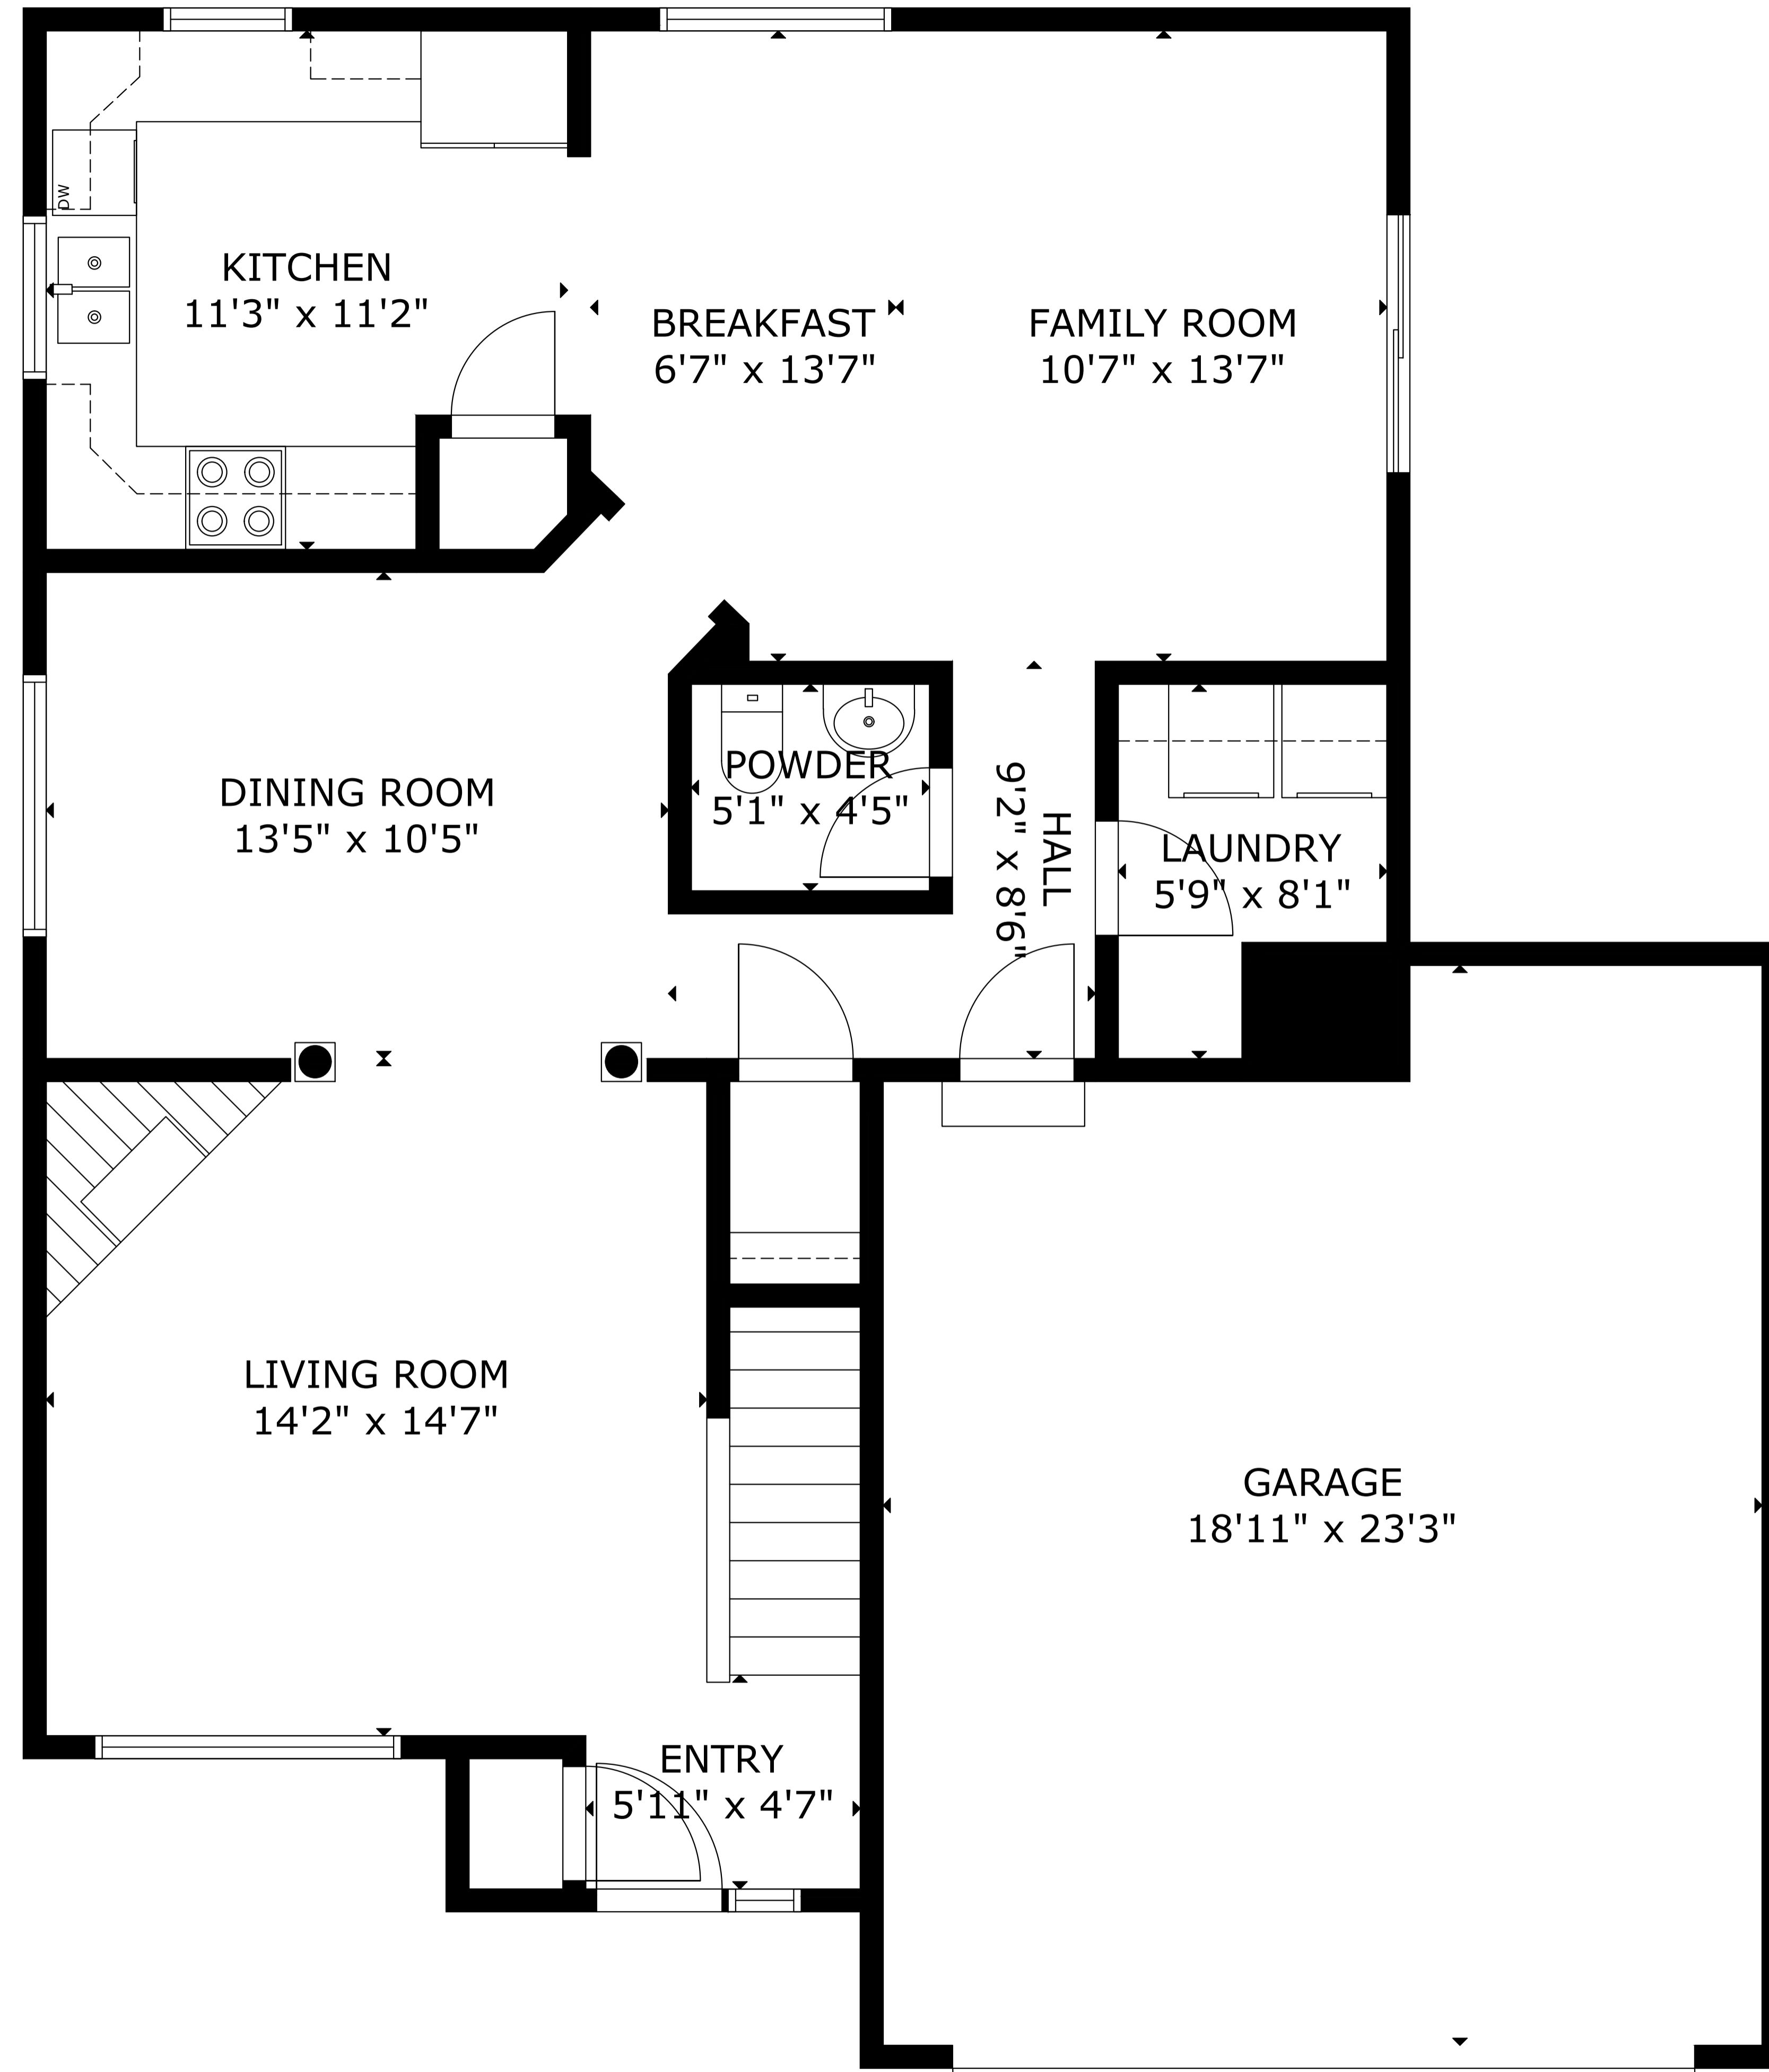 DW
KITCHEN
11'3" x 11'2"
BREAKFAST
6'7" x 13'7"
FAMILY ROOM
10'7" x 13'7"
DINING ROOM
13'5" x 10'5"
POWDER
5'1" x 4'5"
HALL
9'2" x 8'6"
LAUNDRY
5'9" x 8'1"
LIVING ROOM
14'2" x 14'7"
GARAGE
18'11" x 23'3"
ENTRY
5'11" x 4'7"